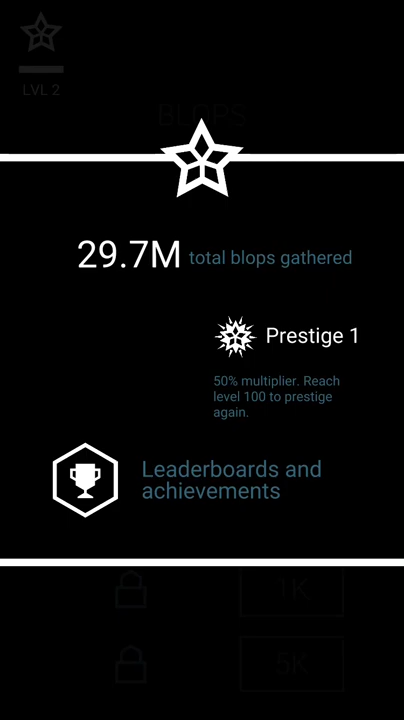 LVL 2
BLOPS
29.7M total blops gathered
Prestige 1
50% multiplier. Reach
level 100 to prestige
again.
Leaderboards and
achievements
1K
5K